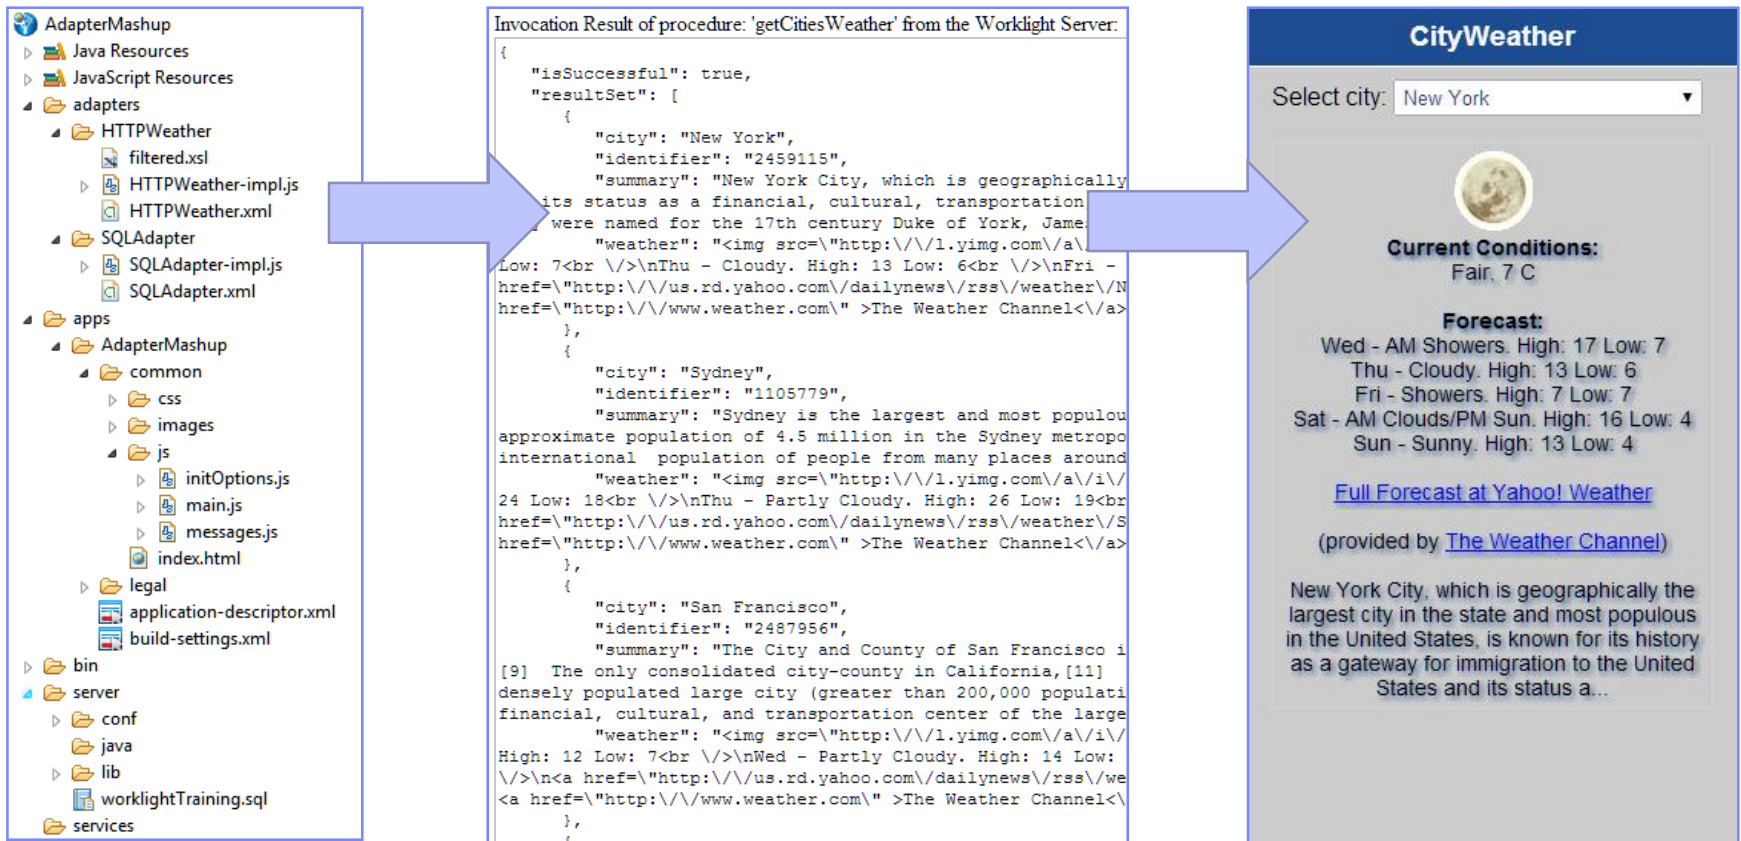 AdapterMashup
Java Resources
JavaScript Resources
adapters
HTTPWeather
filtered.xsl
HTTPWeather-impl.js
HTTPWeather.xml
SQLAdapter
SQLAdapter-impl.js
SQLAdapter.xml
apps
AdapterMashup
common
css
images
js
initOptions.js
main.js
messages.js
index.html
legal
application-descriptor.xml
build-settings.xml
bin
server
conf
java
lib
worklightTraining.sql
services
Invocation Result of procedure: 'getCitiesWeather' from the Worklight Server:
{
"isSuccessful": true,
"resultSet": [
{
"city": "New York",
"identifier": "2459115",
"summary": "New York City, which is geographically
its status as a financial, cultural, transportation
were named for the 17th century Duke of York, James
"weather": "<img src=\"http:\/\/l.yimg.com\/a\/
Low: 7<br \/>\nThu - Cloudy. High: 13 Low: 6<br \/>\nFri -
href=\"http:\/\/us.rd.yahoo.com\/dailynews\/rss\/weather\/N
href=\"http:\/\/www.weather.com\" >The Weather Channel<\/a>
},
{
"city": "Sydney",
"identifier": "1105779",
"summary": "Sydney is the largest and most populou
approximate population of 4.5 million in the Sydney metropo
international  population of people from many places around
"weather": "<img src=\"http:\/\/l.yimg.com\/a\/i\/
24 Low: 18<br \/>\nThu - Partly Cloudy. High: 26 Low: 19<br
href=\"http:\/\/us.rd.yahoo.com\/dailynews\/rss\/weather\/S
href=\"http:\/\/www.weather.com\" >The Weather Channel<\/a>
},
{
"city": "San Francisco",
"identifier": "2487956",
"summary": "The City and County of San Francisco i
[9]  The only consolidated city-county in California,[11]
densely populated large city (greater than 200,000 populati
financial, cultural, and transportation center of the large
"weather": "<img src=\"http:\/\/l.yimg.com\/a\/i\/
High: 12 Low: 7<br \/>\nWed - Partly Cloudy. High: 14 Low:
\/>\n<a href=\"http:\/\/us.rd.yahoo.com\/dailynews\/rss\/we
<a href=\"http:\/\/www.weather.com\" >The Weather Channel<\
},
CityWeather
Select city: New York
Current Conditions:
Fair, 7 C
Forecast:
Wed - AM Showers. High: 17 Low: 7
Thu - Cloudy. High: 13 Low: 6
Fri - Showers. High: 7 Low: 7
Sat - AM Clouds/PM Sun. High: 16 Low: 4
Sun - Sunny. High: 13 Low: 4
Full Forecast at Yahoo! Weather
(provided by The Weather Channel)
New York City, which is geographically the
largest city in the state and most populous
in the United States, is known for its history
as a gateway for immigration to the United
States and its status a...